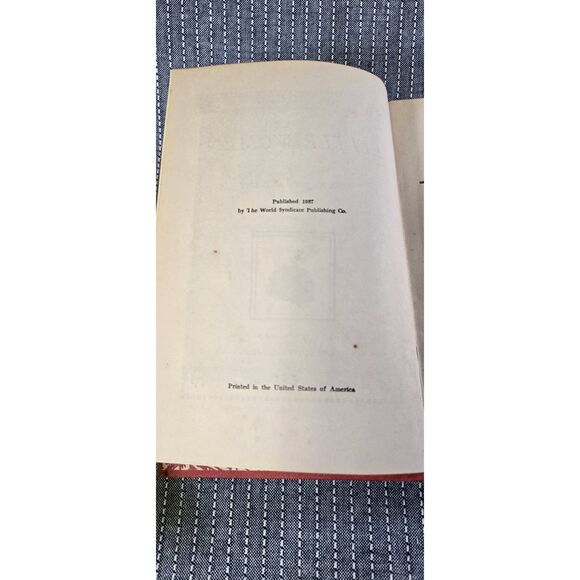 Published 1937
by The World Syndicate Publishing Co.
Printed in the United States of America